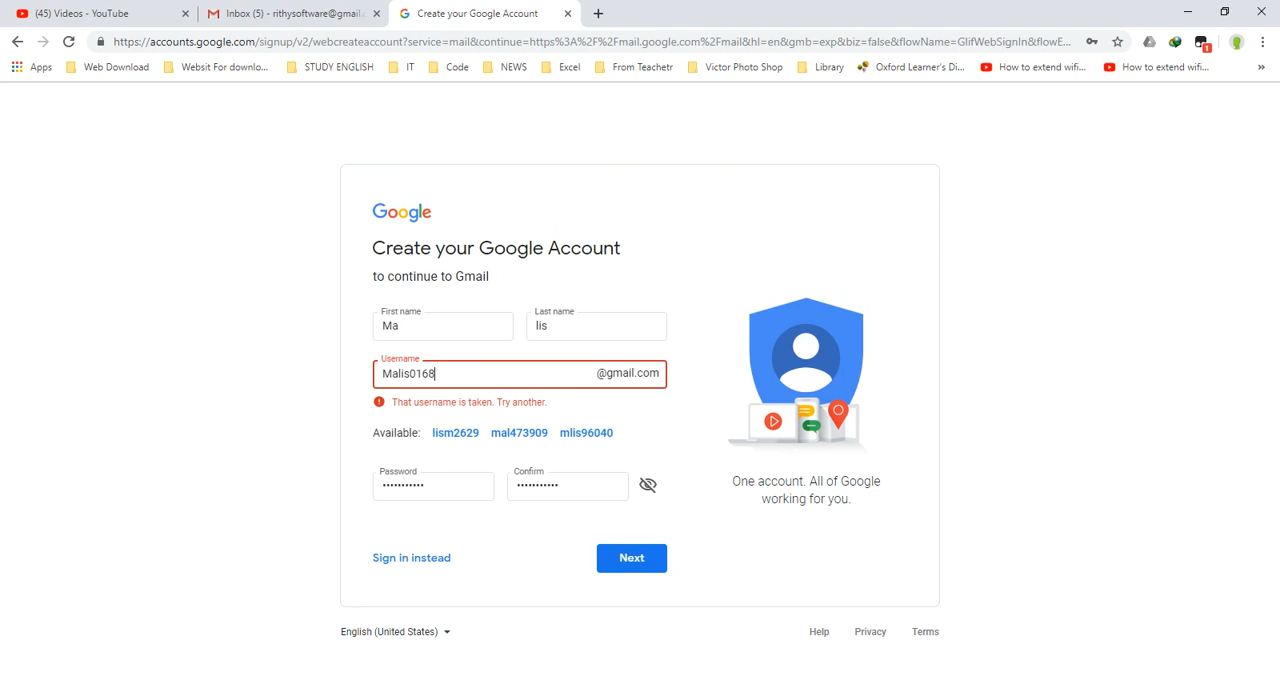 (45) Videos - YouTube
Inbox (5) - rithysoftware@gmail.c
Create your Google Account
https://accounts.google.com/signup/v2/webcreateaccount?service=mail&continue=https%3A%2F%2Fmail.google.com%2Fmail&hl=en&gmb=exp&biz=false&flowName=GlifWebSignIn&flowE...
1
Apps Web Download Websit For downlo... STUDY ENGLISH IT Code NEWS Excel From Teachetr Victor Photo Shop Library Oxford Learner's Di... How to extend wifi... How to extend wifi... »
Google
Create your Google Account
to continue to Gmail
First name Last name
Ma lis
Username
Malis0168 @gmail.com
That username is taken. Try another.
Available: lism2629 mal473909 mlis96040
Password Confirm
••••••••••• •••••••••••
One account. All of Google
working for you.
Sign in instead Next
English (United States) Help Privacy Terms